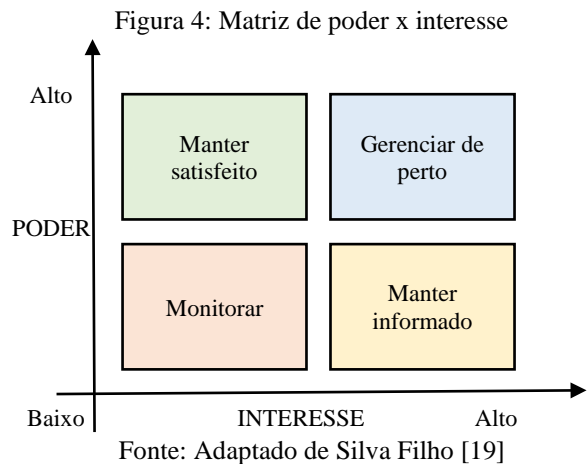 Figura 4: Matriz de poder x interesse
Alto
Manter
satisfeito
Gerenciar de
perto
PODER
Monitorar
Manter
informado
Baixo
INTERESSE
Alto
Fonte: Adaptado de Silva Filho [19]